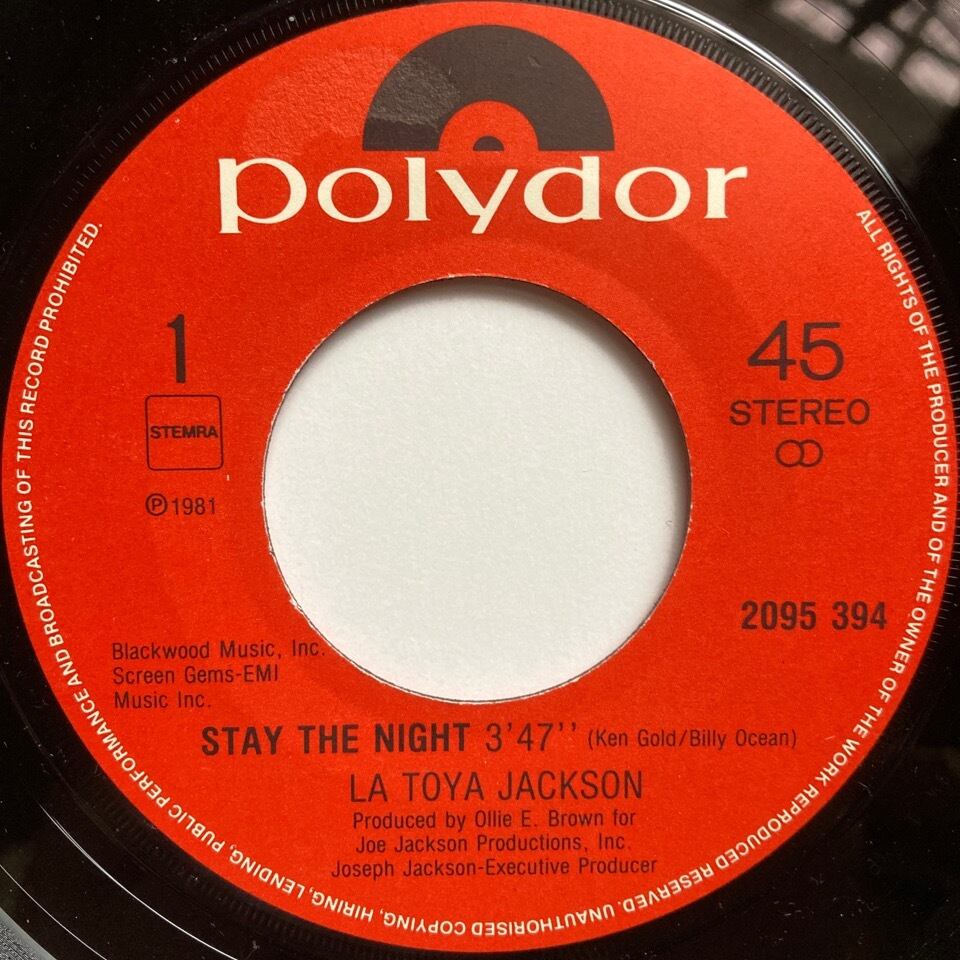 polydor
1
45
STEREO
STEMRA
℗ 1981
2095 394
Blackwood Music, Inc.
Screen Gems-EMI
Music Inc.
STAY THE NIGHT 3'47'' (Ken Gold/Billy Ocean)
LA TOYA JACKSON
Produced by Ollie E. Brown for
Joe Jackson Productions, Inc.
Joseph Jackson-Executive Producer
ALL RIGHTS OF THE PRODUCER AND OF THE OWNER OF THE WORK REPRODUCED RESERVED. UNAUTHORISED COPYING, HIRING, LENDING, PUBLIC PERFORMANCE AND BROADCASTING OF THIS RECORD PROHIBITED.